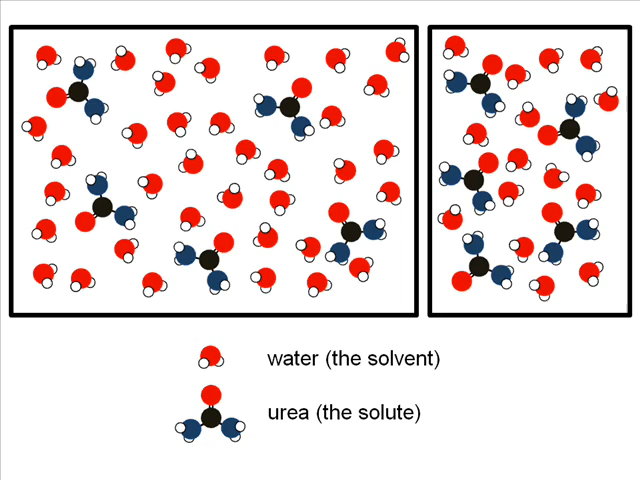 water (the solvent)
urea (the solute)